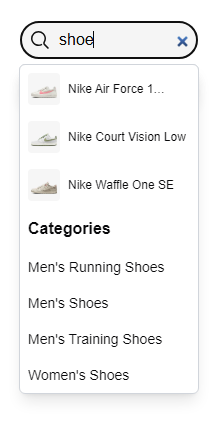 shoe
Nike Air Force 1...
Nike Court Vision Low
Nike Waffle One SE
Categories
Men's Running Shoes
Men's Shoes
Men's Training Shoes
Women's Shoes